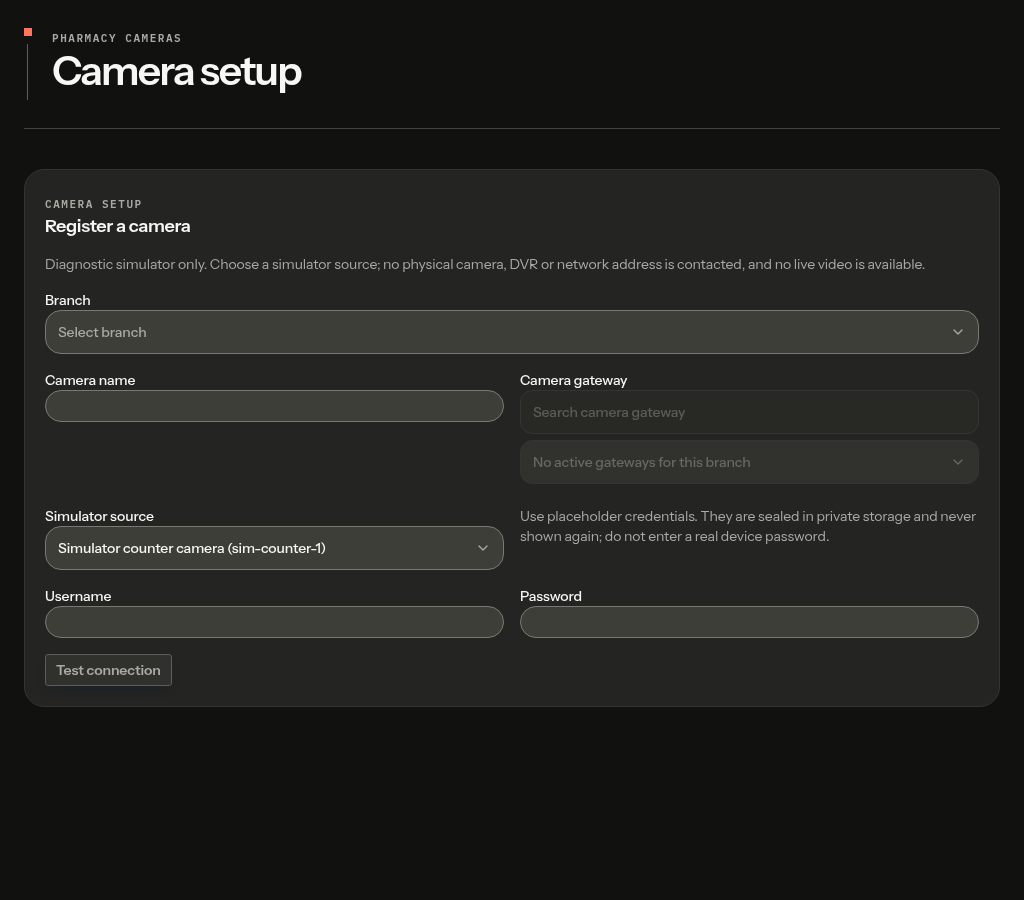 PHARMACY CAMERAS
Camera setup
CAMERA SETUP
Register a camera
Diagnostic simulator only. Choose a simulator source; no physical camera, DVR or network address is contacted, and no live video is available.
Branch
Select branch
Camera name
Camera gateway
Search camera gateway
No active gateways for this branch
Simulator source
Simulator counter camera (sim-counter-1)
Use placeholder credentials. They are sealed in private storage and never
shown again; do not enter a real device password.
Username
Password
Test connection